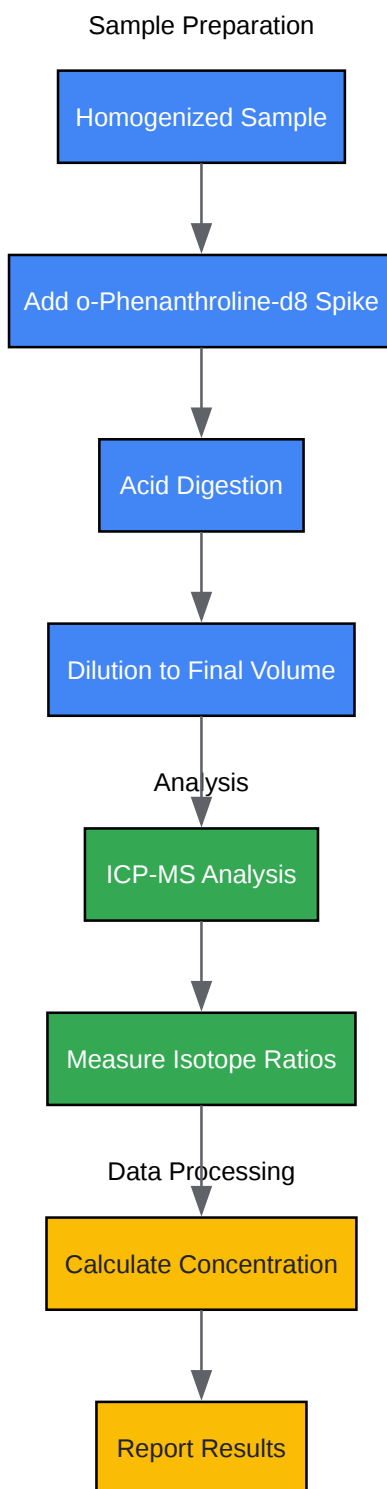 Sample Preparation
Homogenized Sample
Add o-Phenanthroline-d8 Spike
Acid Digestion
Dilution to Final Volume
Analysis
ICP-MS Analysis
Measure Isotope Ratios
Data Processing
Calculate Concentration
Report Results